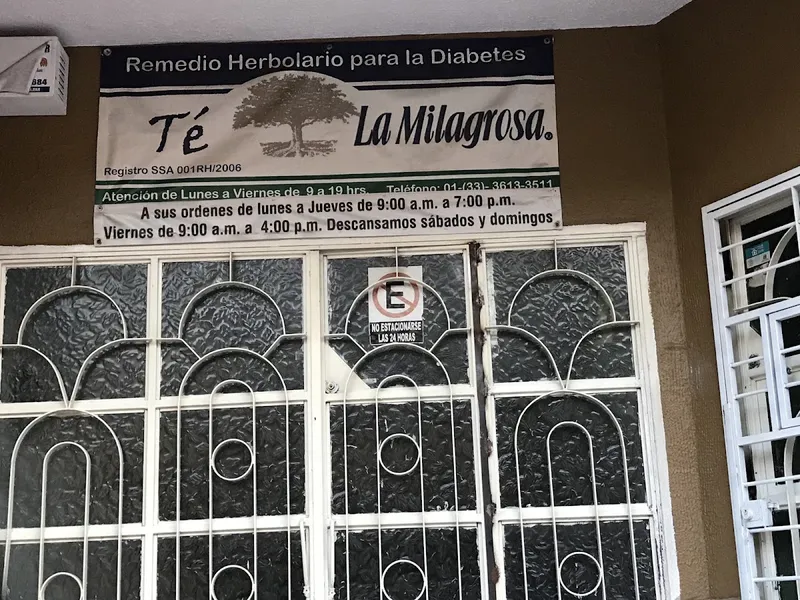 Remedio Herbolario para la Diabetes
Té La Milagrosa®
Registro SSA 001RH/2006
Atención de Lunes a Viernes de 9 a 19 hrs. Teléfono: 01-(33)- 3613-3511
A sus ordenes de lunes a Jueves de 9:00 a.m. a 7:00 p.m.
Viernes de 9:00 a.m. a 4:00 p.m. Descansamos sábados y domingos
E
NO ESTACIONARSE
LAS 24 HORAS
R
884